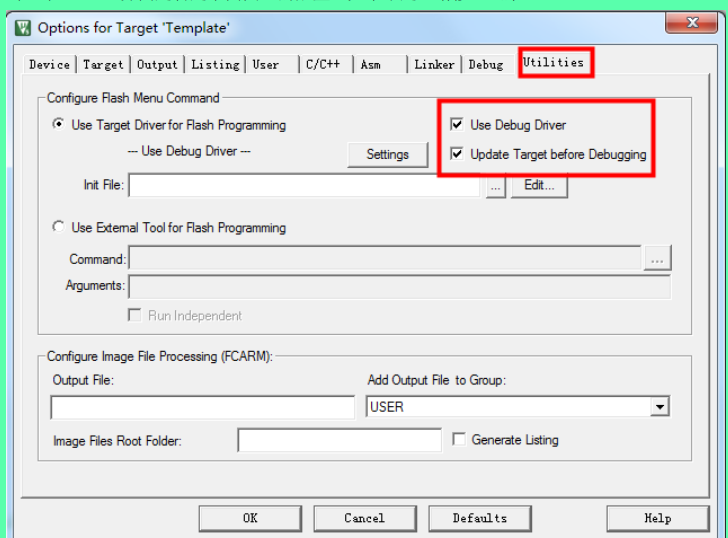 Options for Target 'Template'
Device Target Output Listing User C/C++ Asm Linker Debug Utilities
Configure Flash Menu Command
Use Target Driver for Flash Programming
Use Debug Driver
--- Use Debug Driver ---
Settings
Update Target before Debugging
Init File:
...
Edit...
Use External Tool for Flash Programming
Command:
...
Arguments:
Run Independent
Configure Image File Processing (FCARM):
Output File:
Add Output File to Group:
USER
Image Files Root Folder:
Generate Listing
OK
Cancel
Defaults
Help